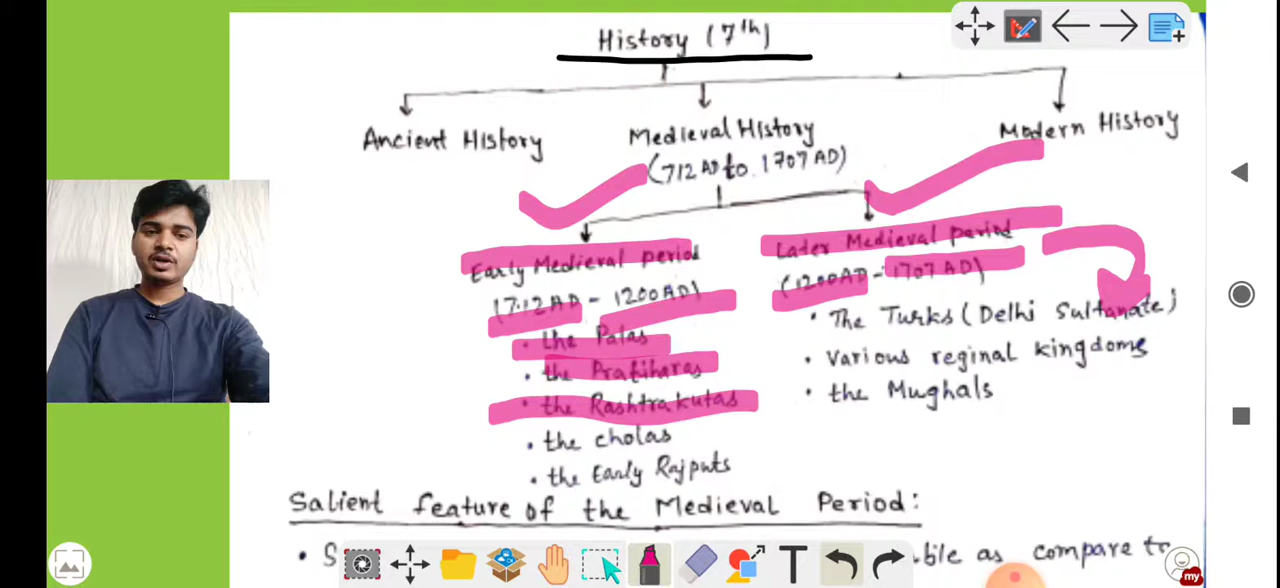 History (7th)
Ancient History
Medieval History
Modern History
(712 AD to 1707 AD)
Early Medieval period
Later Medieval period
(712 AD - 1200 AD)
(1200 AD - 1707 AD)
• the Palas
• The Turks (Delhi Sultanate)
• the Pratiharas
• Various reginal kingdoms
• the Rashtrakutas
• the Mughals
• the cholas
• the Early Rajputs
Salient feature of the Medieval Period:
• as compare to
T
my